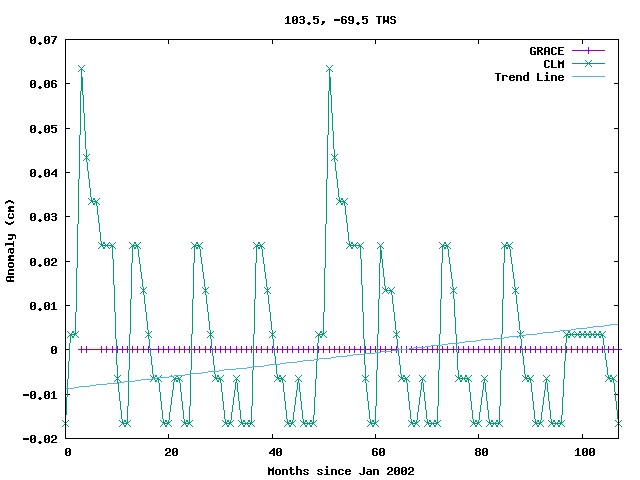 103.5, -69.5 TWS
GRACE
CLM
Trend Line
0.07
0.06
0.05
0.04
0.03
0.02
0.01
0
-0.01
-0.02
Anomaly (cm)
0 20 40 60 80 100
Months since Jan 2002